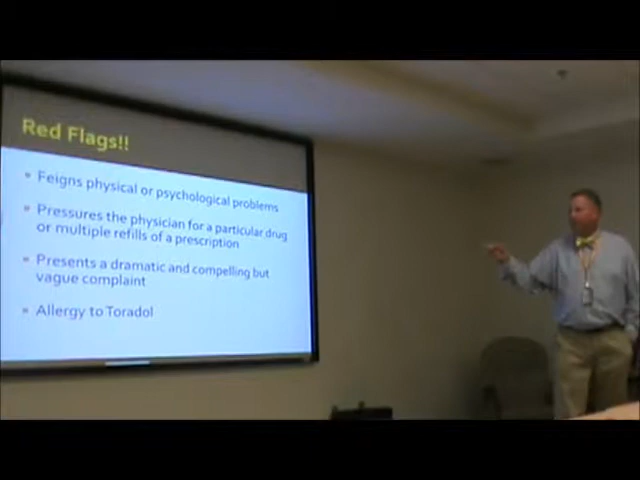 Red Flags!!
Feigns physical or psychological problems
Pressures the physician for a particular drug
or multiple refills of a prescription
Presents a dramatic and compelling but
vague complaint
Allergy to Toradol